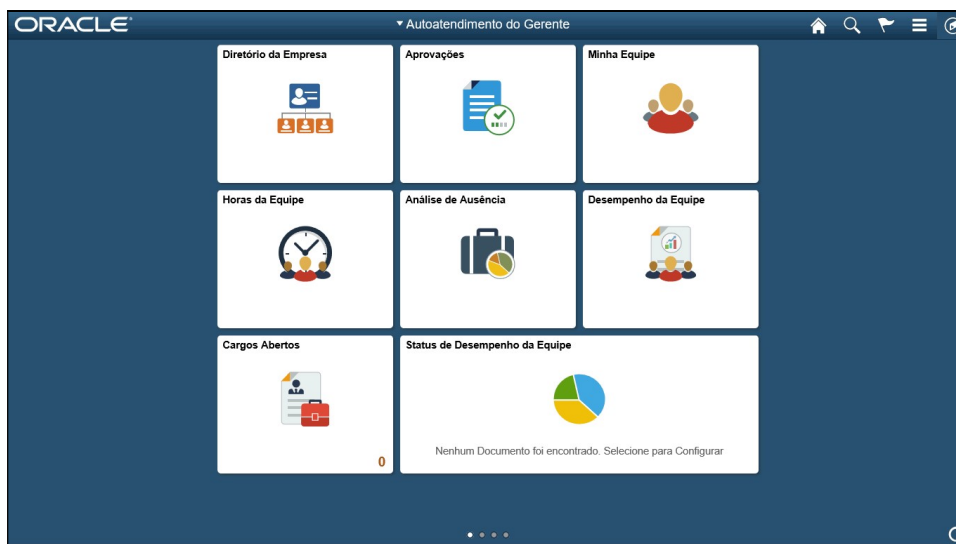 ORACLE
Autoatendimento do Gerente
Diretório da Empresa
Aprovações
Minha Equipe
Horas da Equipe
Análise de Ausência
Desempenho da Equipe
Cargos Abertos
Status de Desempenho da Equipe
0
Nenhum Documento foi encontrado. Selecione para Configurar